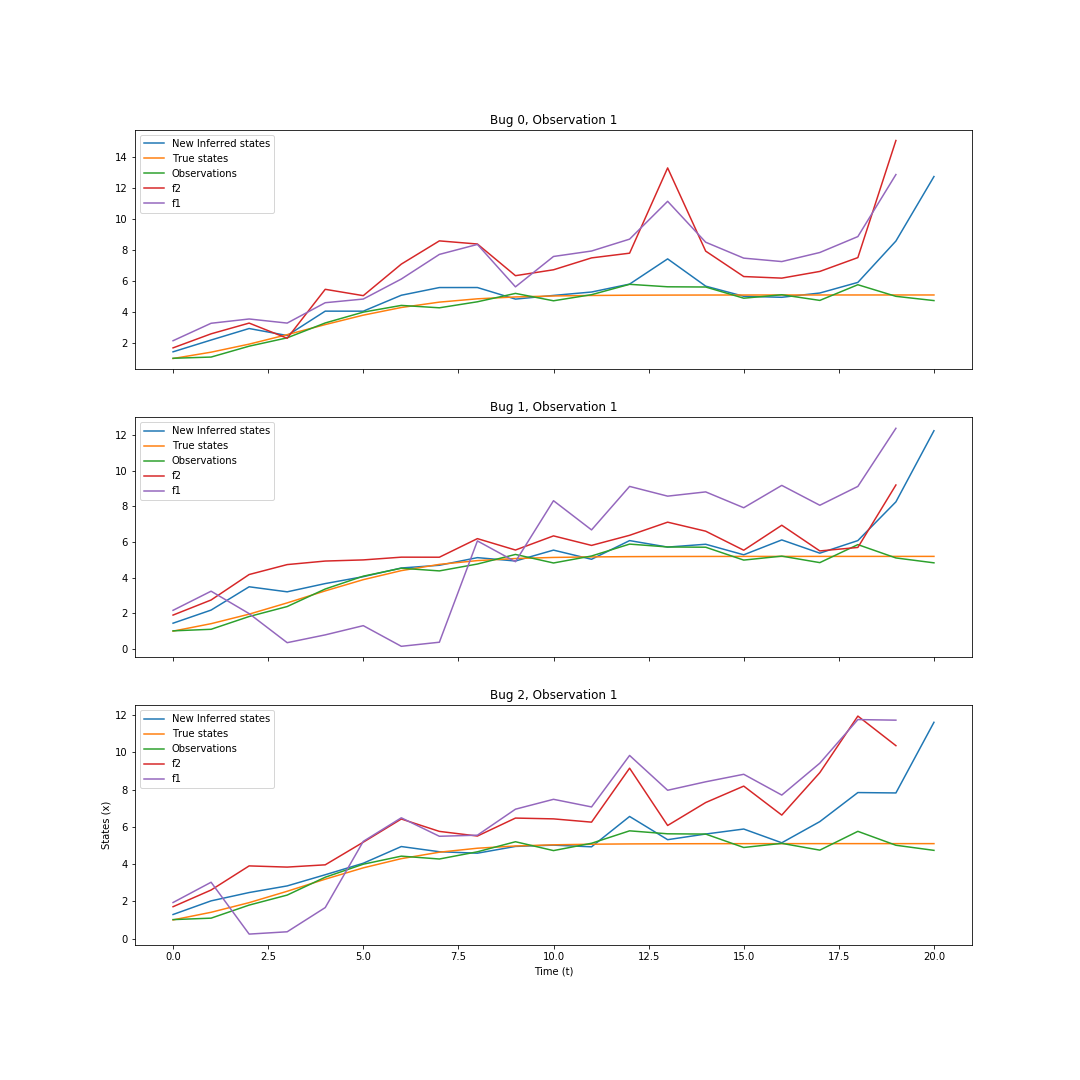 Bug 0, Observation 1
New Inferred states
True states
Observations
f2
f1
14
12
10
8
6
4
2
Bug 1, Observation 1
New Inferred states
True states
Observations
f2
f1
12
10
8
6
4
2
0
Bug 2, Observation 1
New Inferred states
True states
Observations
f2
f1
12
10
8
6
4
2
0
States (x)
0.0 2.5 5.0 7.5 10.0 12.5 15.0 17.5 20.0
Time (t)